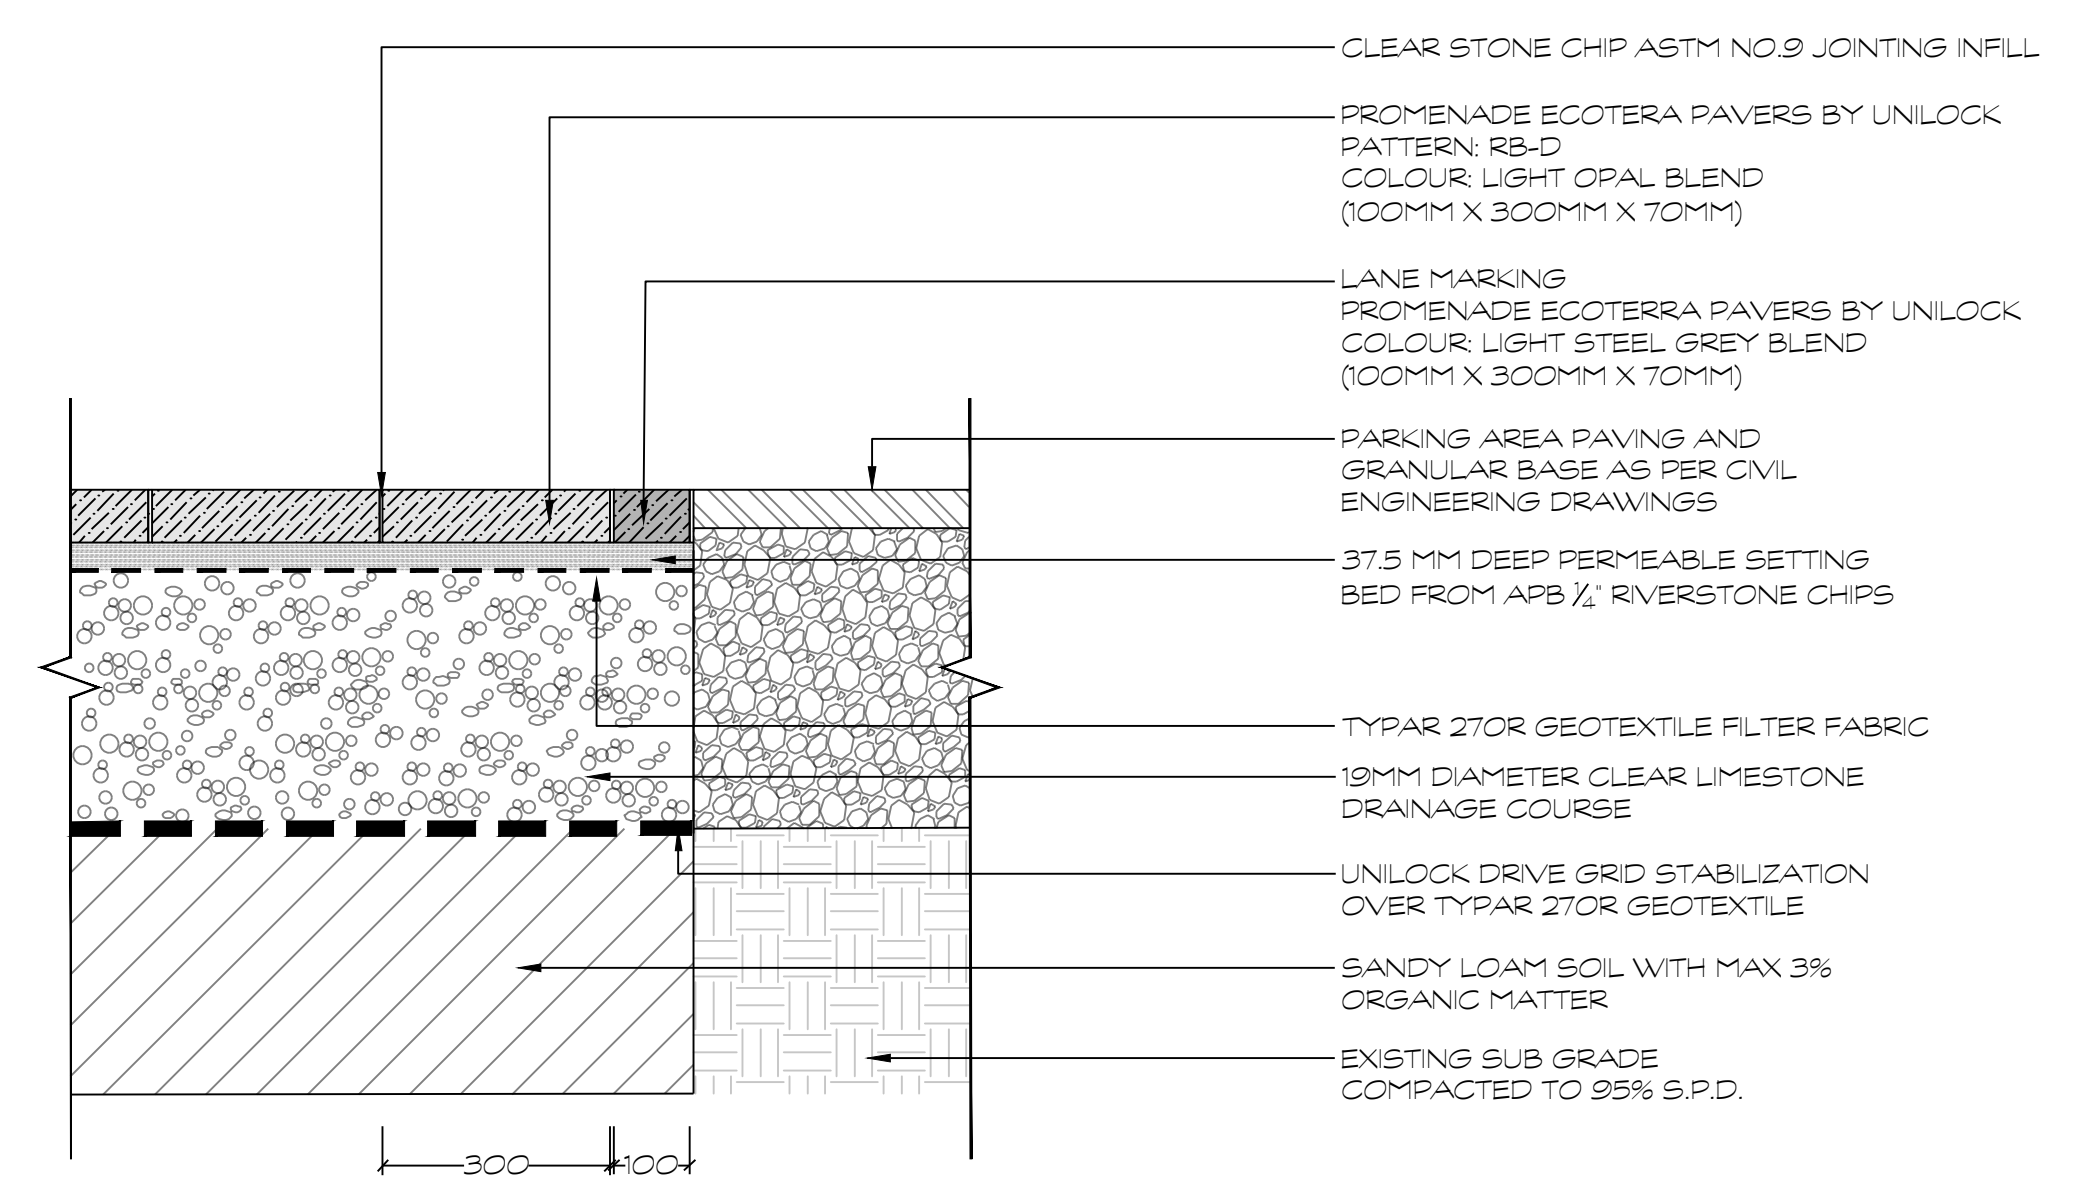 CLEAR STONE CHIP ASTM NO.9 JOINTING INFILL
PROMENADE ECOTERA PAVERS BY UNILOCK
PATTERN: RB-D
COLOUR: LIGHT OPAL BLEND
(100MM X 300MM X 70MM)
LANE MARKING
PROMENADE ECOTERRA PAVERS BY UNILOCK
COLOUR: LIGHT STEEL GREY BLEND
(100MM X 300MM X 70MM)
PARKING AREA PAVING AND
GRANULAR BASE AS PER CIVIL
ENGINEERING DRAWINGS
37.5 MM DEEP PERMEABLE SETTING
BED FROM APB 1/4" RIVERSTONE CHIPS
TYPAR 270R GEOTEXTILE FILTER FABRIC
19MM DIAMETER CLEAR LIMESTONE
DRAINAGE COURSE
UNILOCK DRIVE GRID STABILIZATION
OVER TYPAR 270R GEOTEXTILE
SANDY LOAM SOIL WITH MAX 3%
ORGANIC MATTER
EXISTING SUB GRADE
COMPACTED TO 95% S.P.D.
300 100